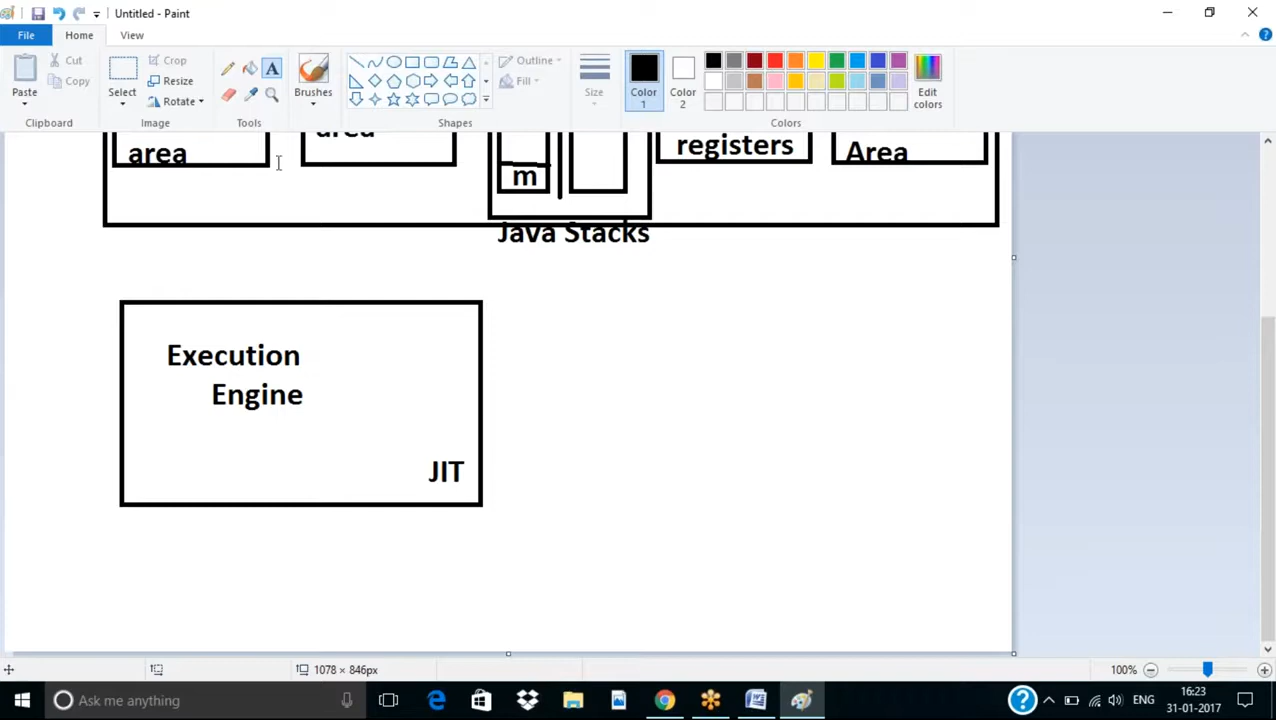 Untitled - Paint
File
Home
View
Paste
Cut
Copy
Clipboard
Select
Crop
Resize
Rotate
Image
A
Tools
Brushes
Outline
Fill
Shapes
Size
Color 1
Color 2
Edit colors
Colors
area
area
m
registers
Area
Java Stacks
Execution
Engine
JIT
1078 × 846px
100%
Ask me anything
ENG
16:23
31-01-2017